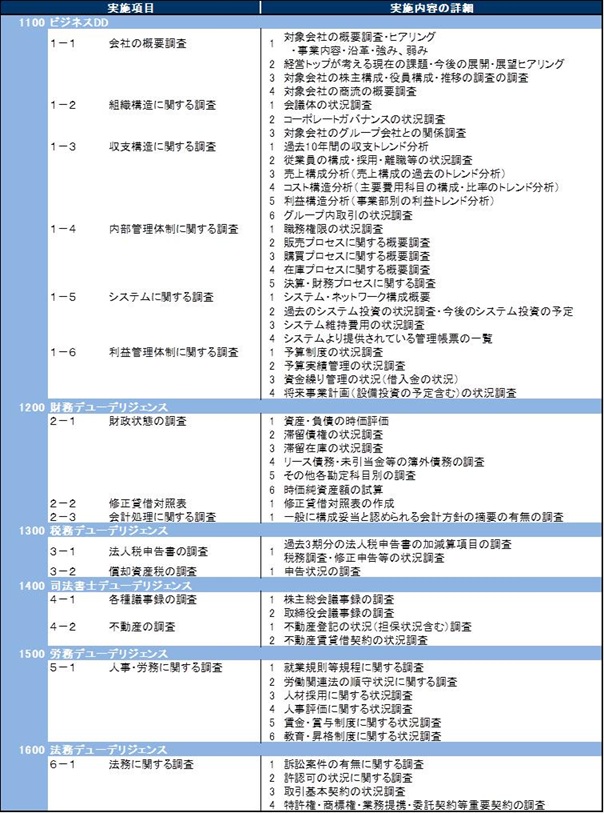 実施項目 実施内容の詳細
1100 ビジネスDD
1－1 会社の概要調査 1 対象会社の概要調査・ヒアリング
・事業内容・沿革・強み、弱み
2 経営トップが考える現在の課題・今後の展開・展望ヒアリング
3 対象会社の株主構成・役員構成・推移の調査の調査
4 対象会社の商流の概要調査
1－2 組織構造に関する調査 1 会議体の状況調査
2 コーポレートガバナンスの状況調査
3 対象会社のグループ会社との関係調査
1－3 収支構造に関する調査 1 過去10年間の収支トレンド分析
2 従業員の構成・採用・離職等の状況調査
3 売上構成分析（売上構成の過去のトレンド分析）
4 コスト構造分析（主要費用科目の構成・比率のトレンド分析）
5 利益構造分析（事業部別の利益トレンド分析）
6 グループ内取引の状況調査
1－4 内部管理体制に関する調査 1 職務権限の状況調査
2 販売プロセスに関する概要調査
3 購買プロセスに関する概要調査
4 在庫プロセスに関する概要調査
5 決算・財務プロセスに関する調査
1－5 システムに関する調査 1 システム・ネットワーク構成概要
2 過去のシステム投資の状況調査・今後のシステム投資の予定
3 システム維持費用の状況調査
4 システムより提供されている管理帳票の一覧
1－6 利益管理体制に関する調査 1 予算制度の状況調査
2 予算実績管理の状況調査
3 資金繰り管理の状況（借入金の状況）
4 将来事業計画（設備投資の予定含む）の状況調査
1200 財務デューデリジェンス
2－1 財政状態の調査 1 資産・負債の時価評価
2 滞留債権の状況調査
3 滞留在庫の状況調査
4 リース債務・未引当金等の簿外債務の調査
5 その他各勘定科目別の調査
6 時価純資産額の試算
2－2 修正貸借対照表 1 修正貸借対照表の作成
2－3 会計処理に関する調査 1 一般に構成妥当と認められる会計方針の摘要の有無の調査
1300 税務デューデリジェンス
3－1 法人税申告書の調査 1 過去3期分の法人税申告書の加減算項目の調査
税務調査・修正申告等の状況調査
3－2 償却資産税の調査 1 申告状況の調査
1400 司法書士デューデリジェンス
4－1 各種議事録の調査 1 株主総会議事録の調査
2 取締役会議事録の調査
4－2 不動産の調査 1 不動産登記の状況（担保状況含む）調査
2 不動産賃貸借契約の状況調査
1500 労務デューデリジェンス
5－1 人事・労務に関する調査 1 就業規則等規程に関する調査
2 労働関連法の順守状況に関する調査
3 人材採用に関する状況調査
4 人事評価に関する状況調査
5 賃金・賞与制度に関する状況調査
6 教育・昇格制度に関する状況調査
1600 法務デューデリジェンス
6－1 法務に関する調査 1 訴訟案件の有無に関する調査
2 許認可の状況に関する調査
3 取引基本契約の状況調査
4 特許権・商標権・業務提携・委託契約等重要契約の調査